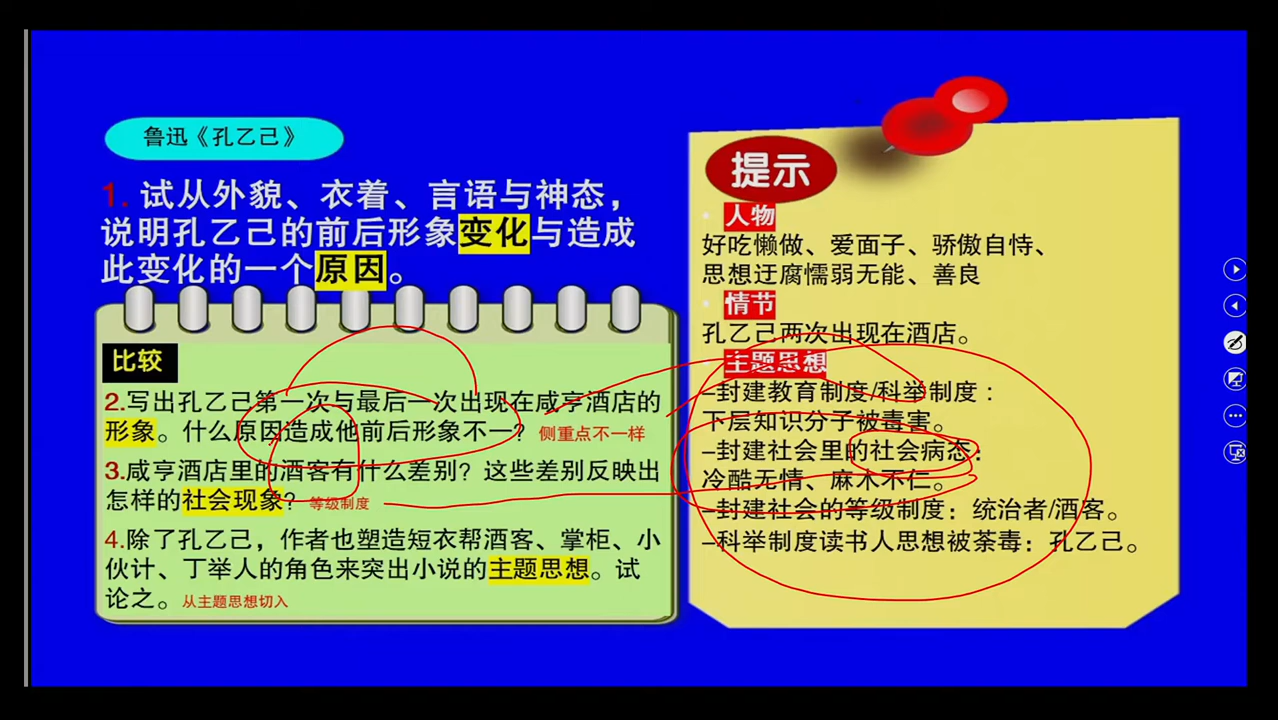 鲁迅《孔乙己》
1. 试从外貌、衣着、言语与神态，
说明孔乙己的前后形象变化与造成
此变化的一个原因。
比较
2.写出孔乙己第一次与最后一次出现在咸亨酒店的
形象。什么原因造成他前后形象不一？ 侧重点不一样
3.咸亨酒店里的酒客有什么差别？这些差别反映出
怎样的社会现象？ 等级制度
4.除了孔乙己，作者也塑造短衣帮酒客、掌柜、小
伙计、丁举人的角色来突出小说的主题思想。试
论之。 从主题思想切入
提示
· 人物
好吃懒做、爱面子、骄傲自恃、
思想迂腐懦弱无能、善良
· 情节
孔乙己两次出现在酒店。
主题思想
–封建教育制度/科举制度：
下层知识分子被毒害。
–封建社会里的社会病态：
冷酷无情、麻木不仁。
–封建社会的等级制度：统治者/酒客。
–科举制度读书人思想被荼毒：孔乙己。